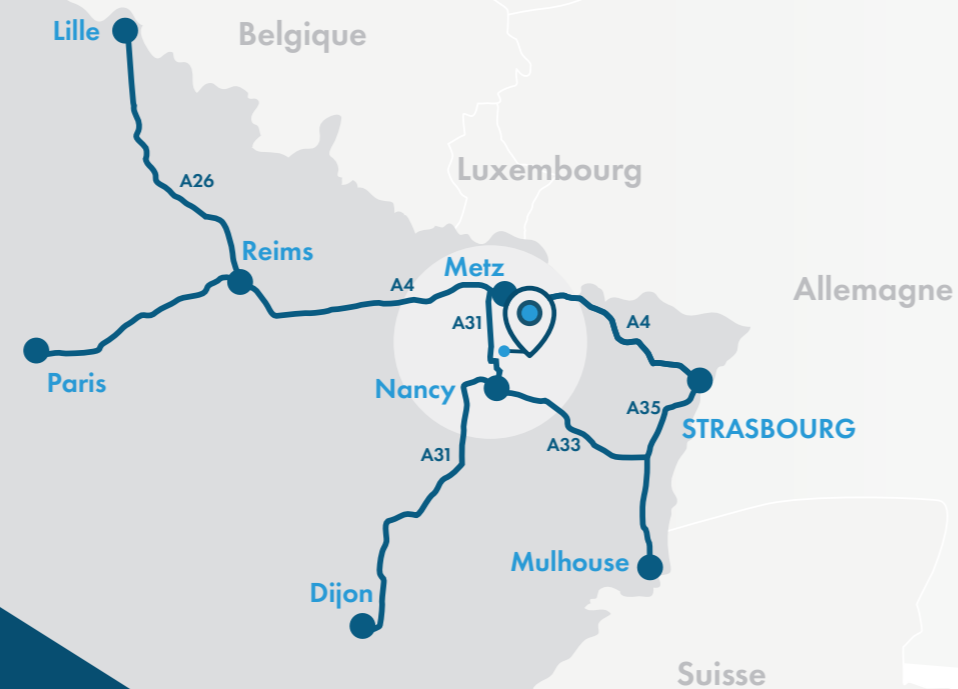 Lille
Belgique
Luxembourg
A26
Reims
Metz
A4
Allemagne
A31
A4
Paris
Nancy
A35
STRASBOURG
A33
A31
Mulhouse
Dijon
Suisse